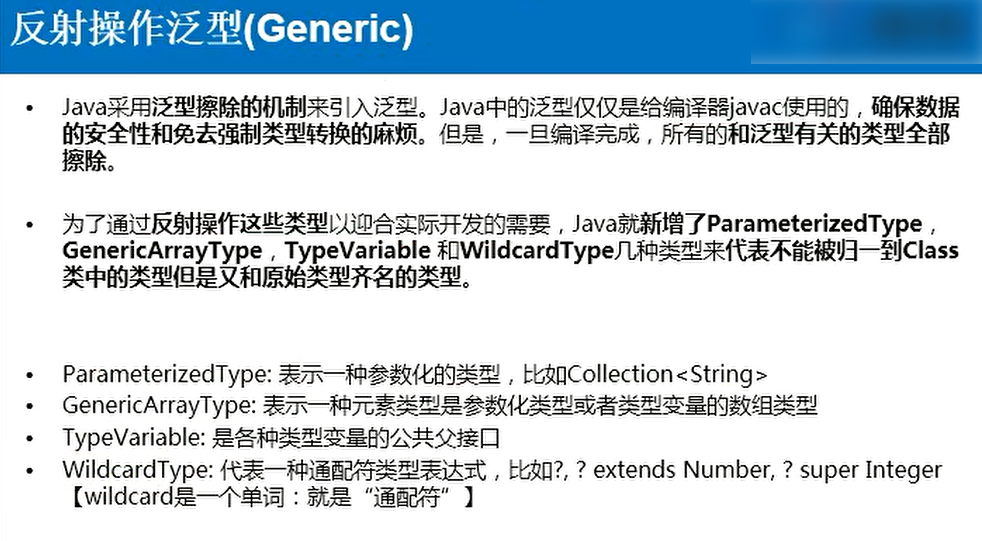 反射操作泛型(Generic)
• Java采用泛型擦除的机制来引入泛型。Java中的泛型仅仅是给编译器javac使用的，确保数据
的安全性和免去强制类型转换的麻烦。但是，一旦编译完成，所有的和泛型有关的类型全部
擦除。
• 为了通过反射操作这些类型以迎合实际开发的需要，Java就新增了ParameterizedType，
GenericArrayType，TypeVariable 和WildcardType几种类型来代表不能被归一到Class
类中的类型但是又和原始类型齐名的类型。
• ParameterizedType: 表示一种参数化的类型，比如Collection<String>
• GenericArrayType: 表示一种元素类型是参数化类型或者类型变量的数组类型
• TypeVariable: 是各种类型变量的公共父接口
• WildcardType: 代表一种通配符类型表达式，比如?, ? extends Number, ? super Integer
【wildcard是一个单词：就是“通配符”】